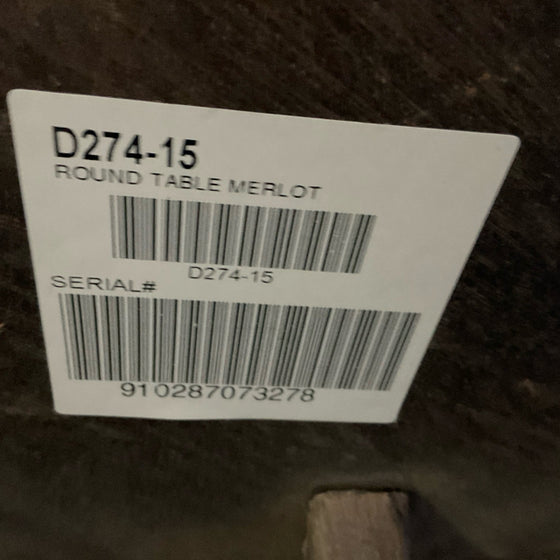 D274-15
ROUND TABLE MERLOT
D274-15
SERIAL#
910287073278